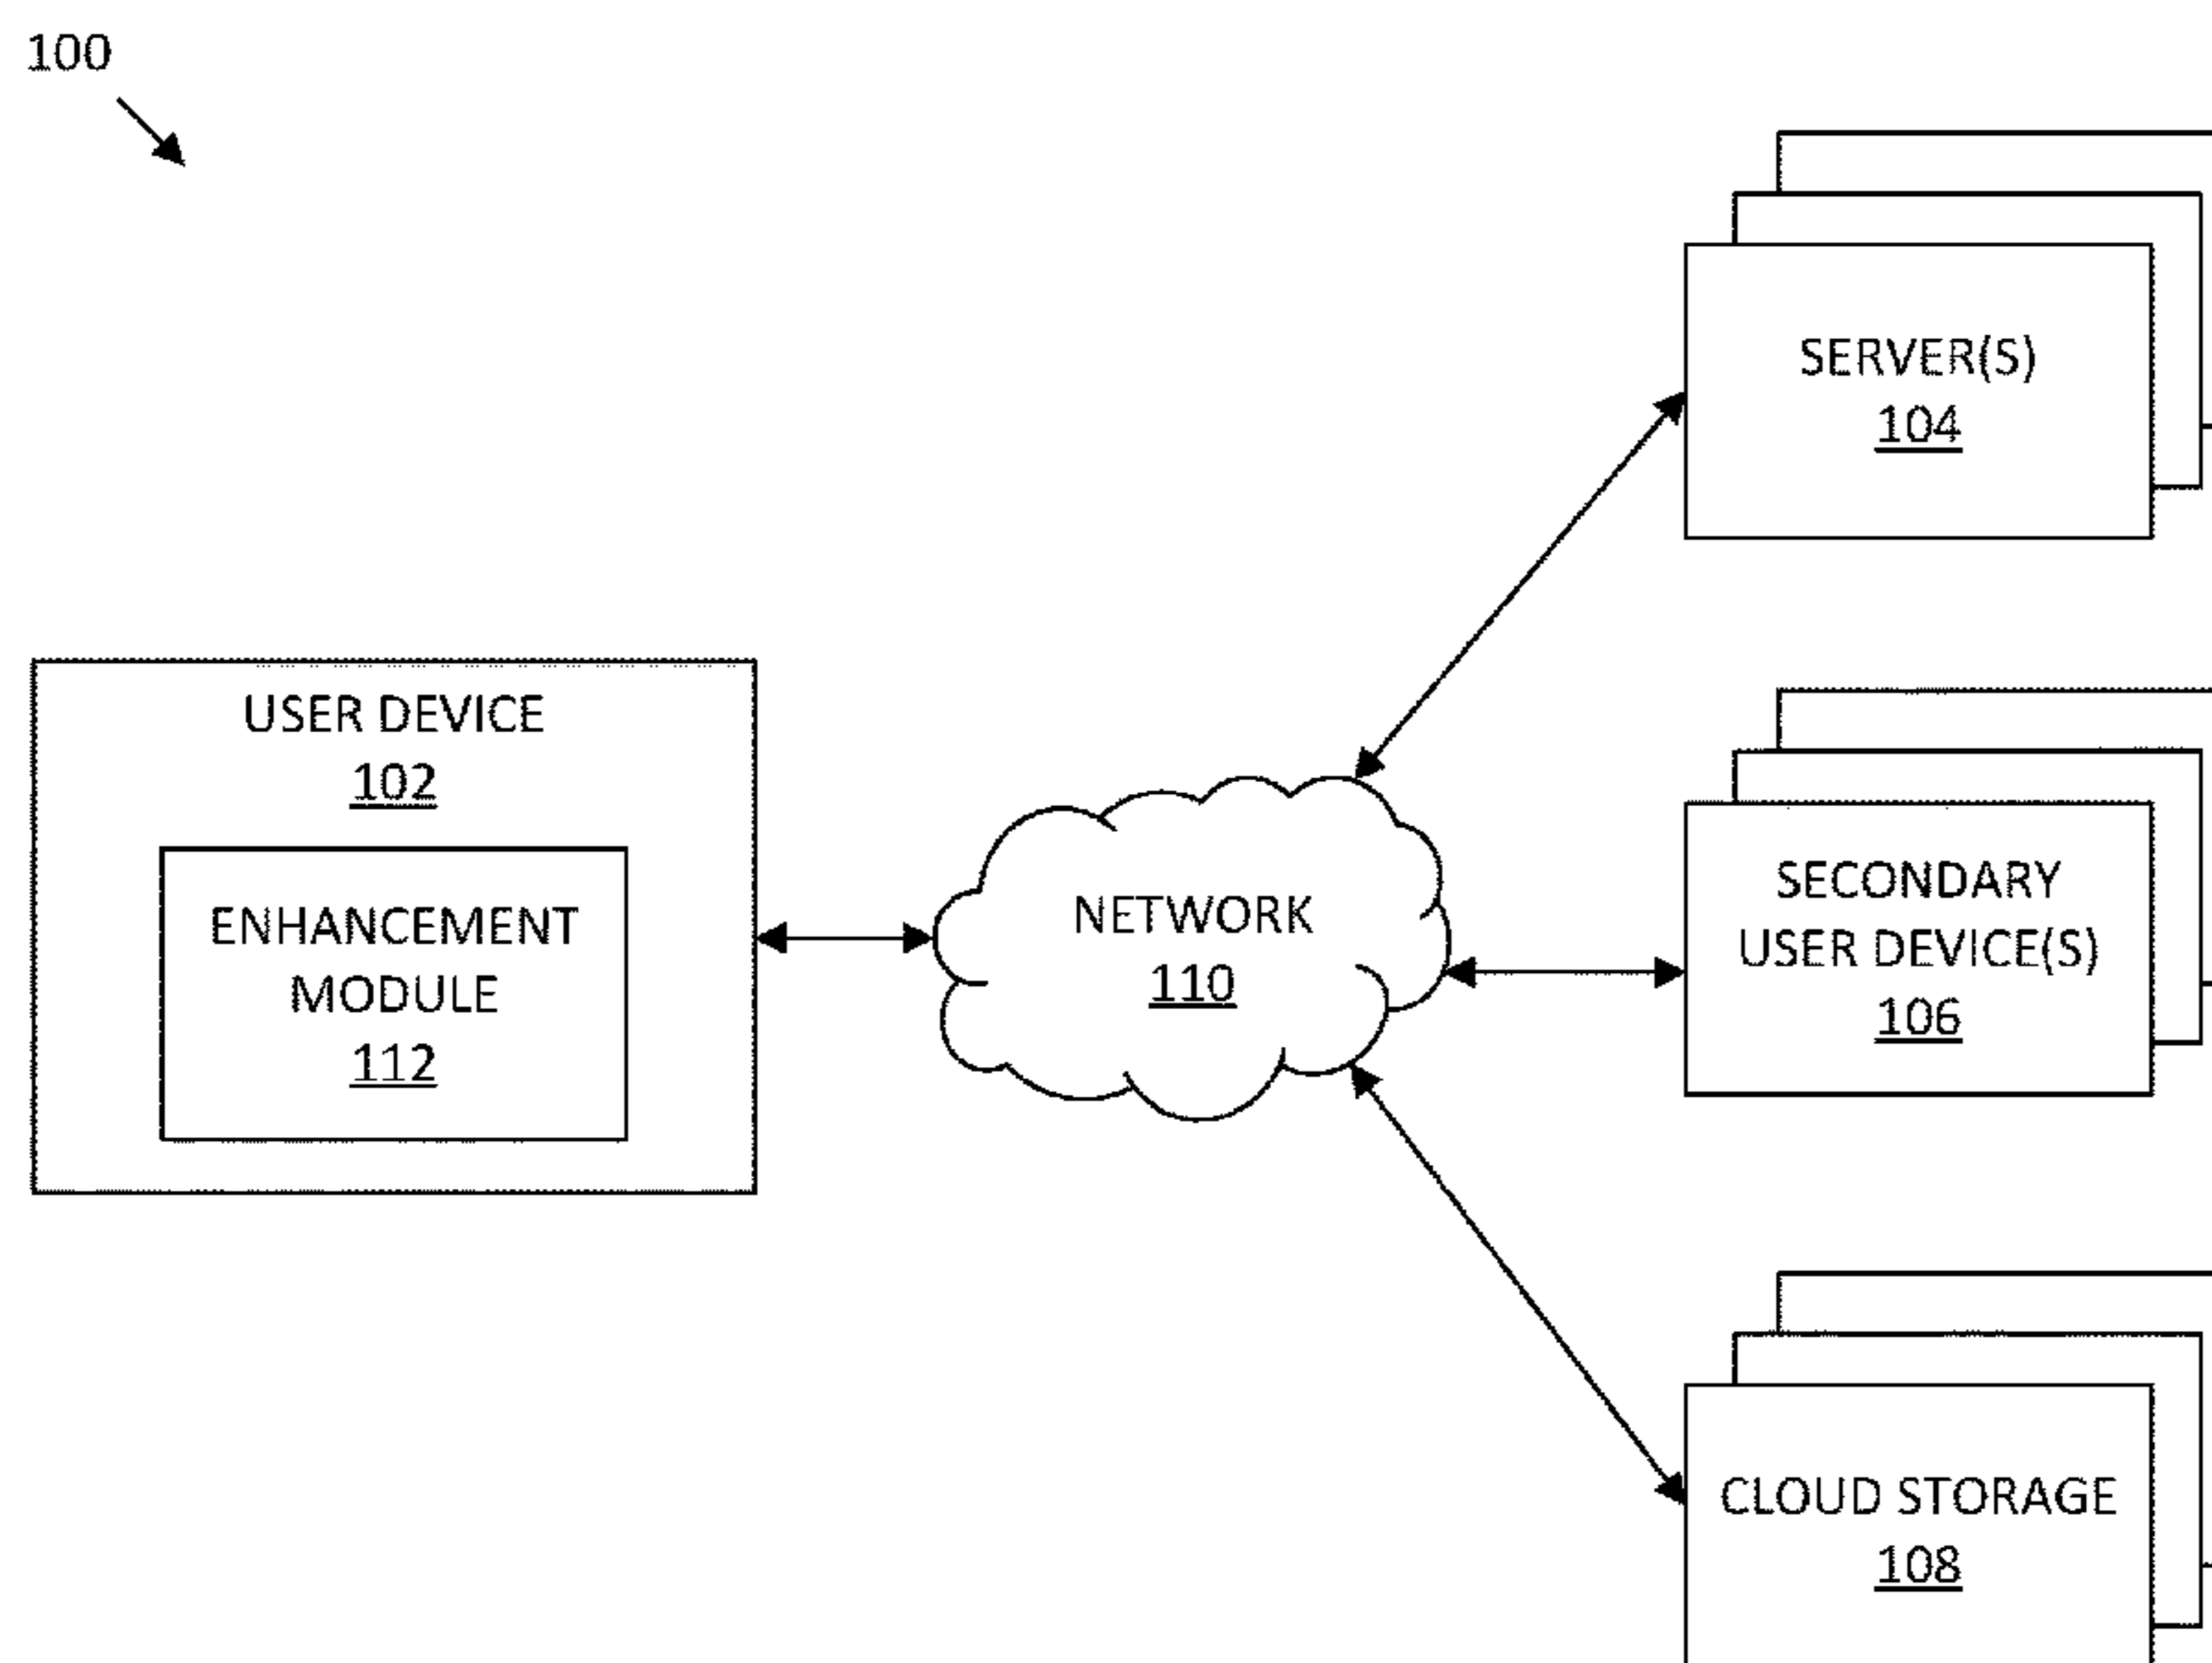 100
SERVER(S)
104
USER DEVICE
102
ENHANCEMENT
MODULE
112
NETWORK
110
SECONDARY
USER DEVICE(S)
106
CLOUD STORAGE
108